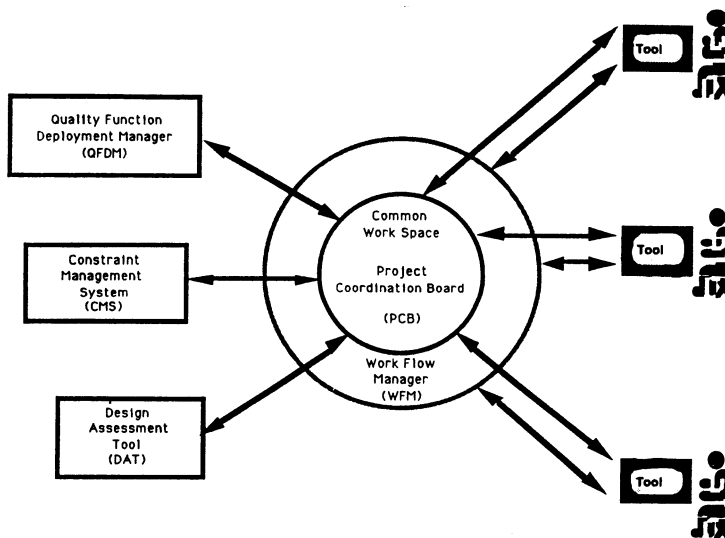 Quality Function
Deployment Manager
(QFDM)
Constraint
Management
System
(CMS)
Design
Assessment
Tool
(DAT)
Common
Work Space
Project
Coordination Board
(PCB)
Work Flow
Manager
(WFM)
Tool
Tool
Tool